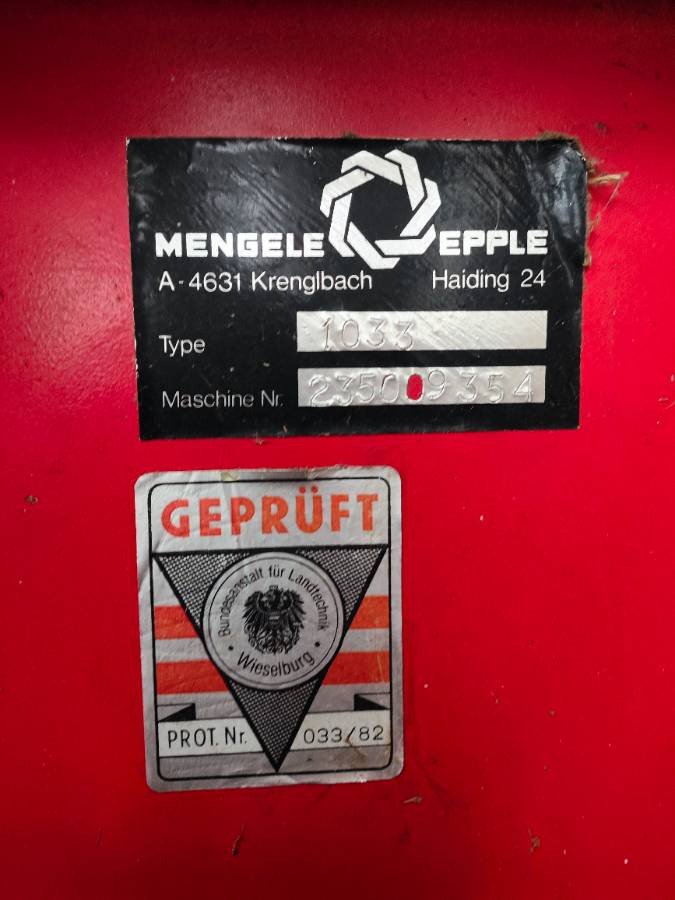 MENGELE EPPLE
A-4631 Krenglbach Haiding 24
Type 1033
Maschine Nr. 235009354
GEPRÜFT
Bundesanstalt für Landtechnik
• Wieselburg •
PROT. Nr. 033/82